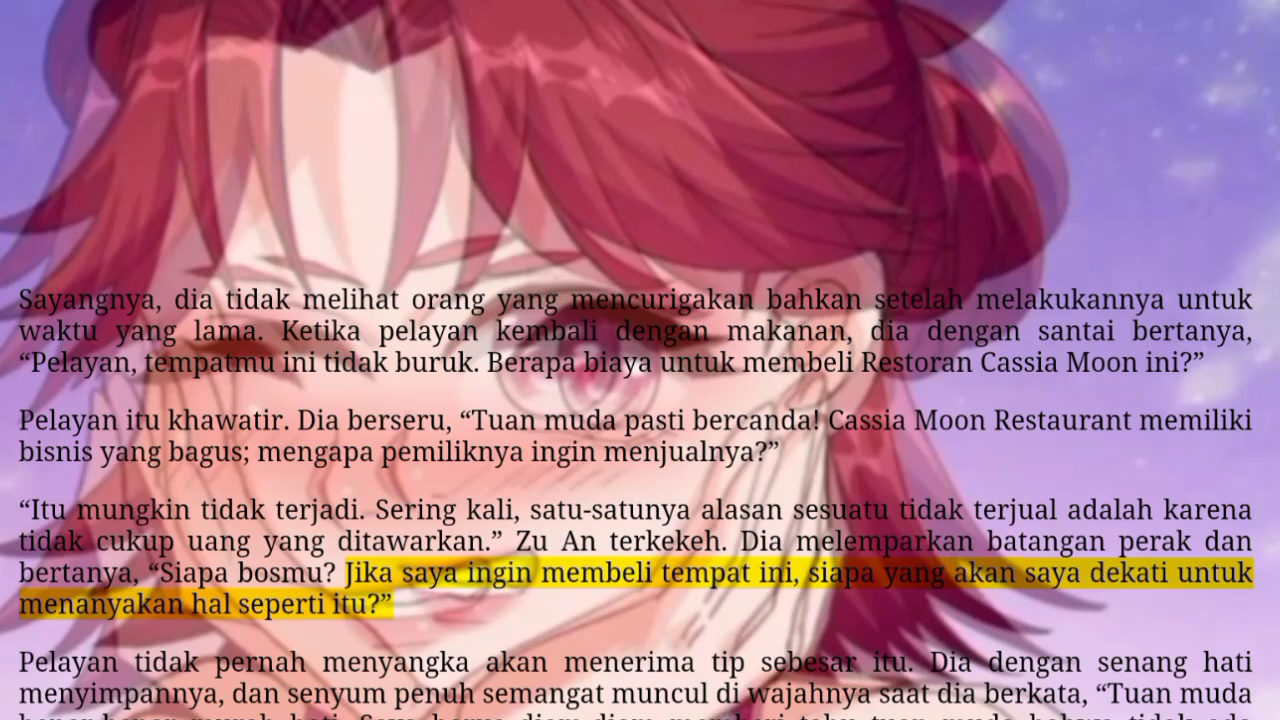 Sayangnya, dia tidak melihat orang yang mencurigakan bahkan setelah melakukannya untuk
waktu yang lama. Ketika pelayan kembali dengan makanan, dia dengan santai bertanya,
“Pelayan, tempatmu ini tidak buruk. Berapa biaya untuk membeli Restoran Cassia Moon ini?”
Pelayan itu khawatir. Dia berseru, “Tuan muda pasti bercanda! Cassia Moon Restaurant memiliki
bisnis yang bagus; mengapa pemiliknya ingin menjualnya?”
“Itu mungkin tidak terjadi. Sering kali, satu-satunya alasan sesuatu tidak terjual adalah karena
tidak cukup uang yang ditawarkan.” Zu An terkekeh. Dia melemparkan batangan perak dan
bertanya, “Siapa bosmu? Jika saya ingin membeli tempat ini, siapa yang akan saya dekati untuk
menanyakan hal seperti itu?”
Pelayan tidak pernah menyangka akan menerima tip sebesar itu. Dia dengan senang hati
menyimpannya, dan senyum penuh semangat muncul di wajahnya saat dia berkata, “Tuan muda